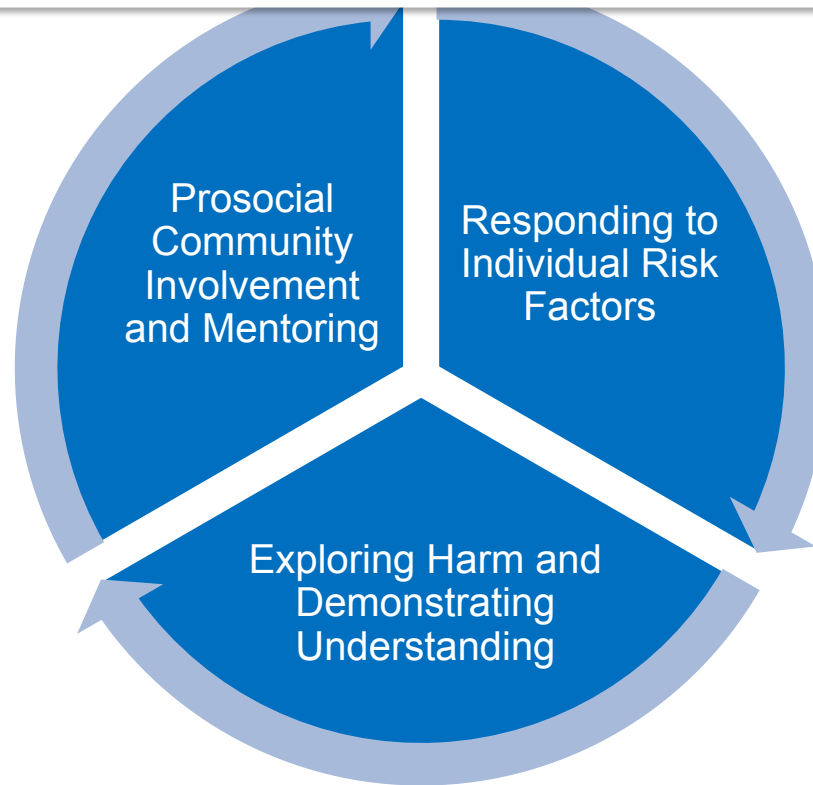 Prosocial
Community
Involvement
and Mentoring
Responding to
Individual Risk
Factors
Exploring Harm and
Demonstrating
Understanding